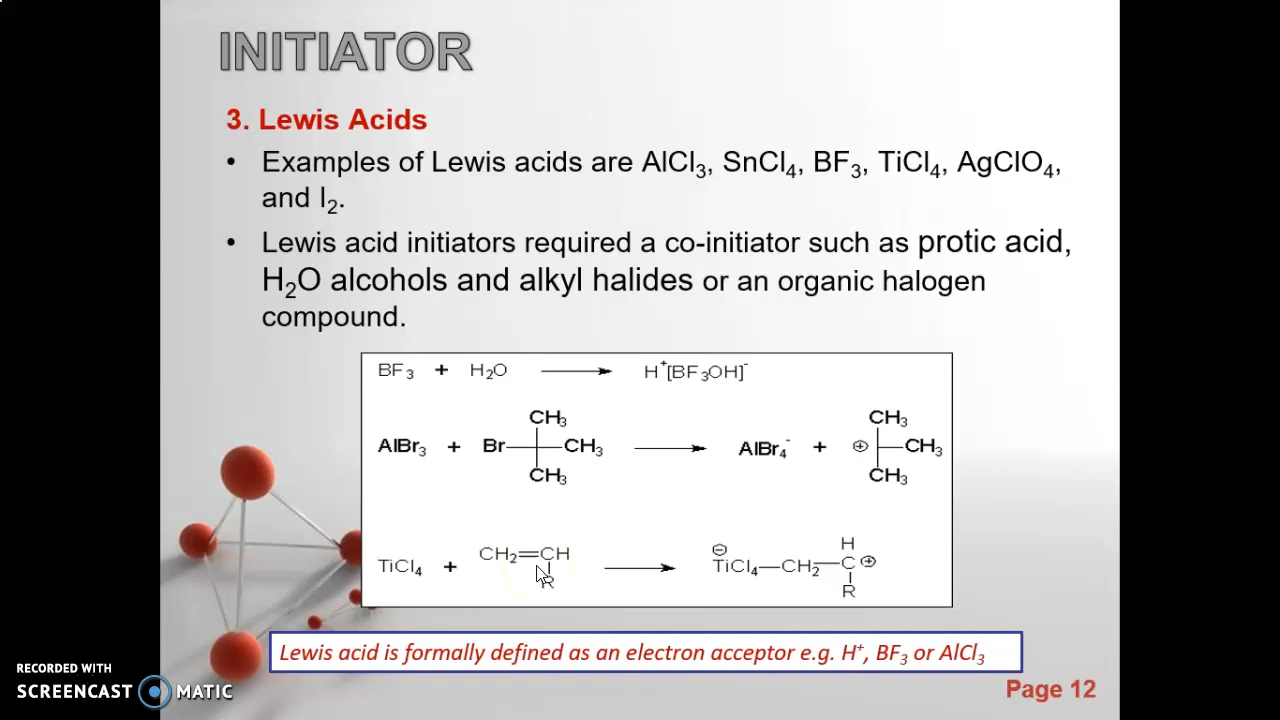 INITIATOR
3. Lewis Acids
• Examples of Lewis acids are AlCl₃, SnCl₄, BF₃, TiCl₄, AgClO₄,
and I₂.
• Lewis acid initiators required a co-initiator such as protic acid,
H₂O alcohols and alkyl halides or an organic halogen
compound.
BF₃ + H₂O → H⁺[BF₃OH]⁻
CH₃ CH₃
AlBr₃ + Br CH₃ → AlBr₄⁻ + ⊕ CH₃
CH₃ CH₃
H
CH₂=CH
TiCl₄ + → ⊖TiCl₄—CH₂—C⊕
R R
Lewis acid is formally defined as an electron acceptor e.g. H⁺, BF₃ or AlCl₃
RECORDED WITH
SCREENCAST MATIC
Page 12